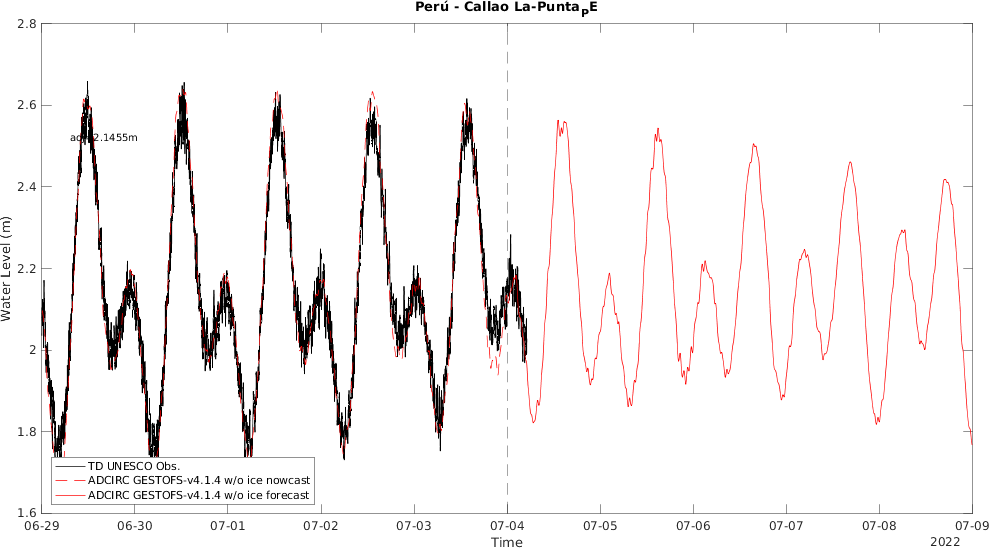 Perú - Callao La-PuntapE
2.8
2.6
2.4
2.2
2
1.8
1.6
Water Level (m)
2.1455m
TD UNESCO Obs.
ADCIRC GESTOFS-v4.1.4 w/o ice nowcast
ADCIRC GESTOFS-v4.1.4 w/o ice forecast
06-29 06-30 07-01 07-02 07-03 07-04 07-05 07-06 07-07 07-08 07-09
Time
2022